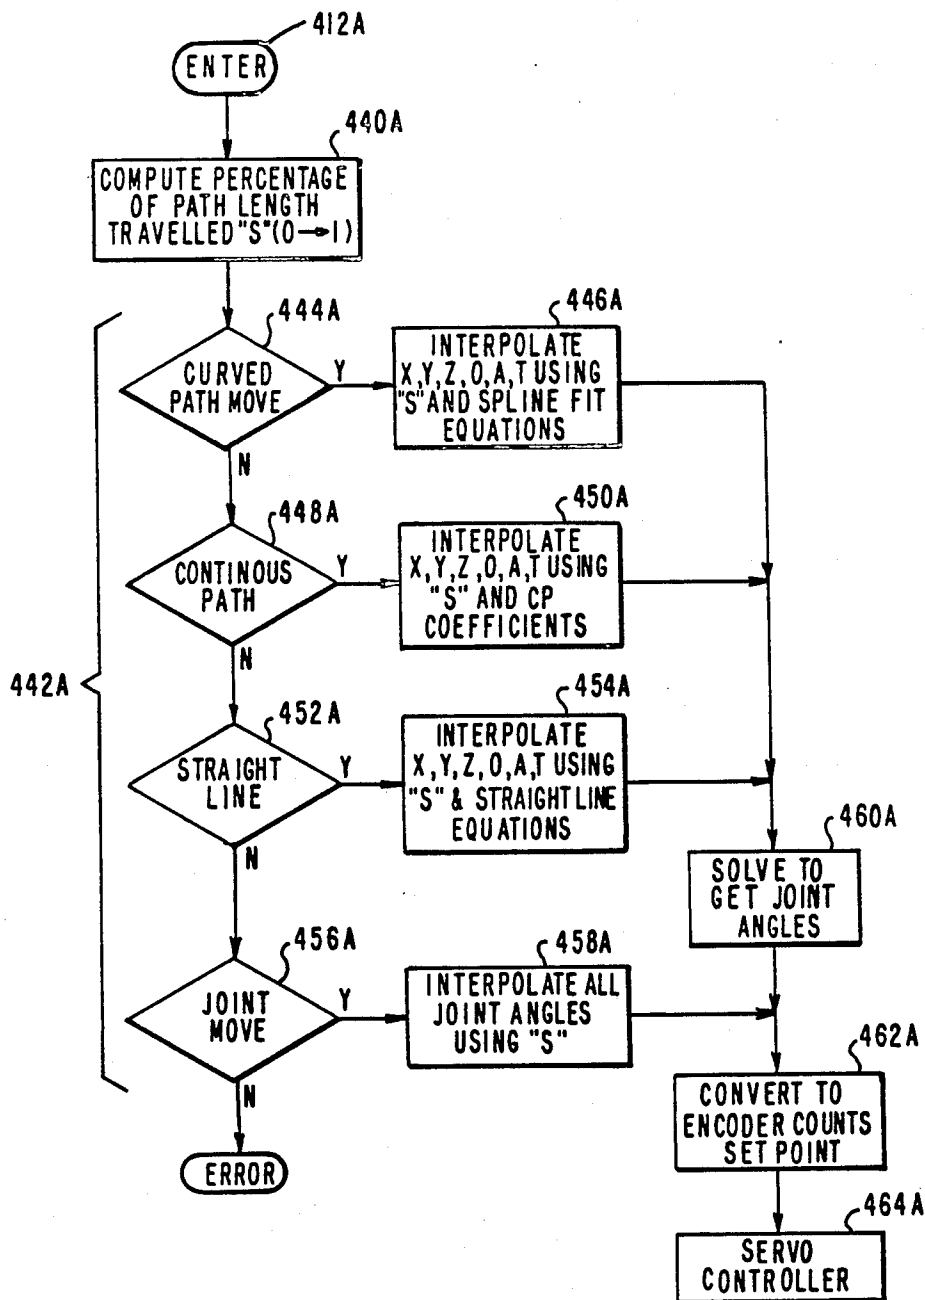 412A
ENTER
440A
COMPUTE PERCENTAGE
OF PATH LENGTH
TRAVELLED "S"(0→1)
444A
CURVED
PATH MOVE
Y
N
446A
INTERPOLATE
X,Y,Z,O,A,T USING
"S" AND SPLINE FIT
EQUATIONS
442A
448A
CONTINOUS
PATH
Y
N
450A
INTERPOLATE
X,Y,Z,O,A,T USING
"S" AND CP
COEFFICIENTS
452A
STRAIGHT
LINE
Y
N
454A
INTERPOLATE
X,Y,Z,O,A,T USING
"S" & STRAIGHT LINE
EQUATIONS
460A
SOLVE TO
GET JOINT
ANGLES
456A
JOINT
MOVE
Y
N
458A
INTERPOLATE ALL
JOINT ANGLES
USING "S"
462A
CONVERT TO
ENCODER COUNTS
SET POINT
ERROR
464A
SERVO
CONTROLLER